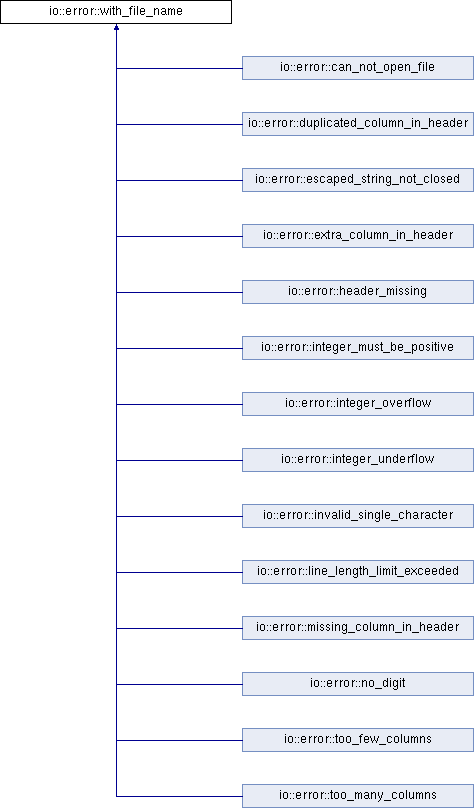 io::error::with_file_name
io::error::can_not_open_file
io::error::duplicated_column_in_header
io::error::escaped_string_not_closed
io::error::extra_column_in_header
io::error::header_missing
io::error::integer_must_be_positive
io::error::integer_overflow
io::error::integer_underflow
io::error::invalid_single_character
io::error::line_length_limit_exceeded
io::error::missing_column_in_header
io::error::no_digit
io::error::too_few_columns
io::error::too_many_columns